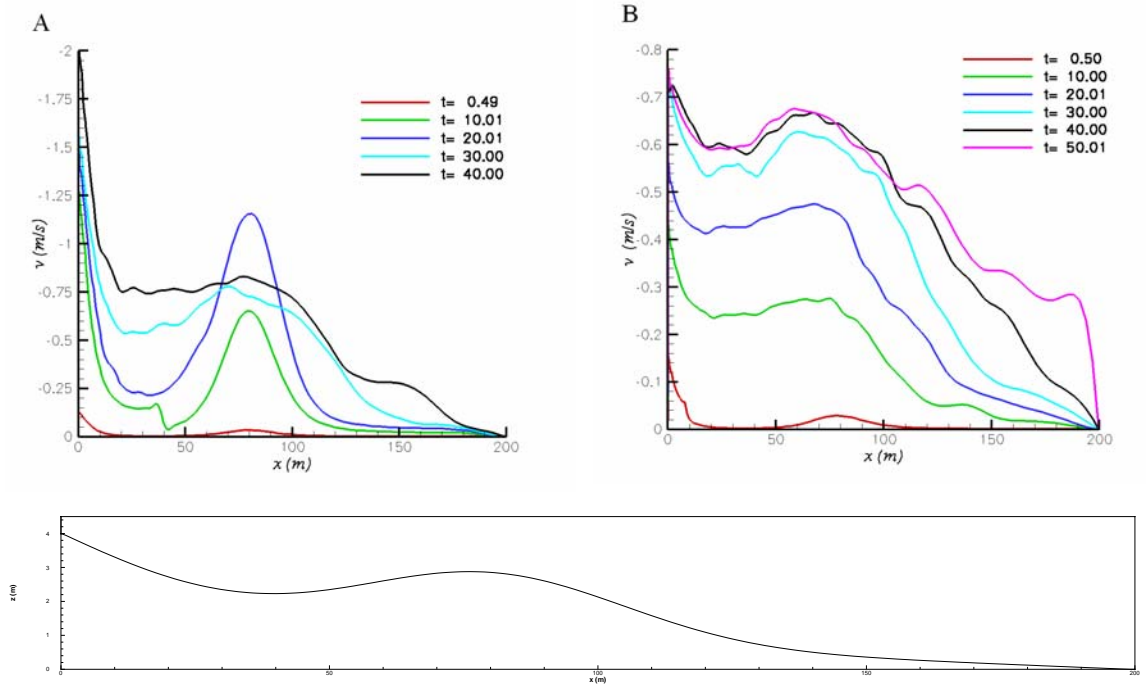 A
-2
-1.75
-1.5
-1.25
-1
-0.75
-0.5
-0.25
0
v (m/s)
t= 0.49
t= 10.01
t= 20.01
t= 30.00
t= 40.00
0 50 100 150 200
x (m)
B
-0.8
-0.7
-0.6
-0.5
-0.4
-0.3
-0.2
-0.1
0
v (m/s)
t= 0.50
t= 10.00
t= 20.01
t= 30.00
t= 40.00
t= 50.01
0 50 100 150 200
x (m)
4
3
2
1
0
z (m)
0 50 100 150 200
x (m)